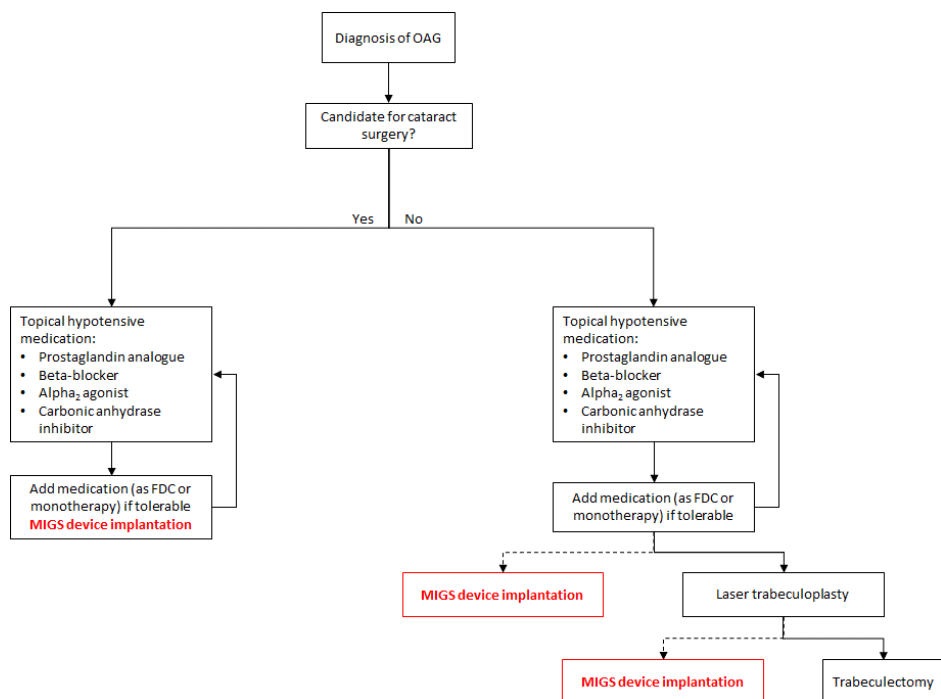 Diagnosis of OAG
Candidate for cataract
surgery?
Yes
No
Topical hypotensive
medication:
• Prostaglandin analogue
• Beta-blocker
• Alpha₂ agonist
• Carbonic anhydrase
inhibitor
Add medication (as FDC or
monotherapy) if tolerable
MIGS device implantation
Topical hypotensive
medication:
• Prostaglandin analogue
• Beta-blocker
• Alpha₂ agonist
• Carbonic anhydrase
inhibitor
Add medication (as FDC or
monotherapy) if tolerable
MIGS device implantation
Laser trabeculoplasty
MIGS device implantation
Trabeculectomy